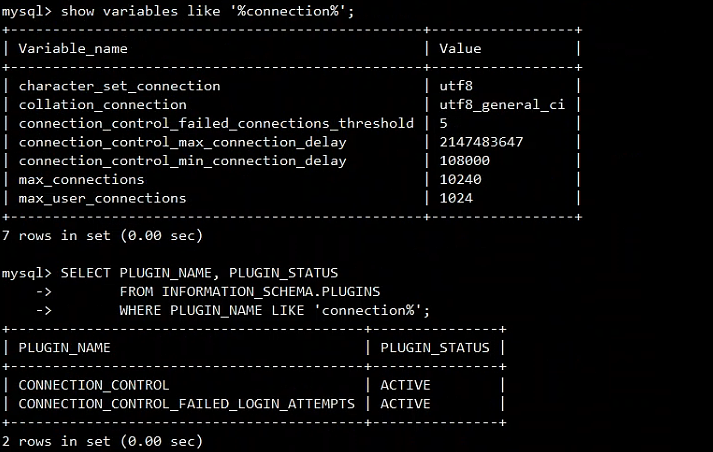 mysql> show variables like '%connection%';
+-------------------------------------------------+-----------------+
| Variable_name | Value |
+-------------------------------------------------+-----------------+
| character_set_connection | utf8 |
| collation_connection | utf8_general_ci |
| connection_control_failed_connections_threshold | 5 |
| connection_control_max_connection_delay | 2147483647 |
| connection_control_min_connection_delay | 108000 |
| max_connections | 10240 |
| max_user_connections | 1024 |
+-------------------------------------------------+-----------------+
7 rows in set (0.00 sec)
mysql> SELECT PLUGIN_NAME, PLUGIN_STATUS
-> FROM INFORMATION_SCHEMA.PLUGINS
-> WHERE PLUGIN_NAME LIKE 'connection%';
+------------------------------------------+---------------+
| PLUGIN_NAME | PLUGIN_STATUS |
+------------------------------------------+---------------+
| CONNECTION_CONTROL | ACTIVE |
| CONNECTION_CONTROL_FAILED_LOGIN_ATTEMPTS | ACTIVE |
+------------------------------------------+---------------+
2 rows in set (0.00 sec)